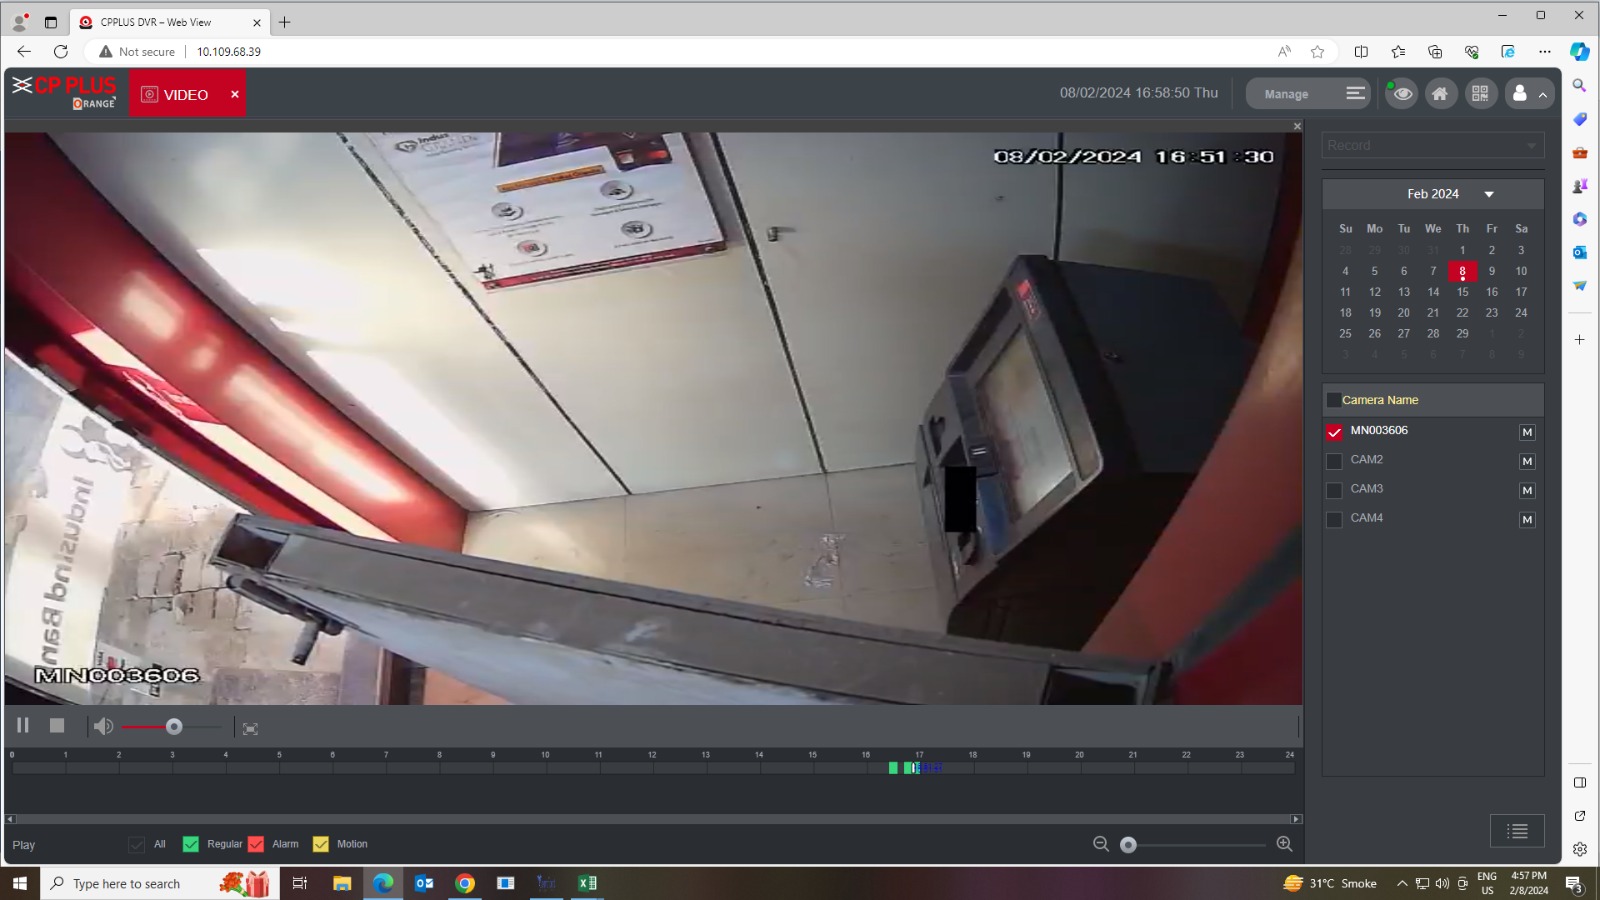 CPPLUS DVR – Web View
Not secure
10.109.68.39
CP PLUS
ORANGE
VIDEO
08/02/2024 16:58:50 Thu
Manage
08/02/2024 16:51:30
Indus
IndusInd Ban
MN003606
Record
Feb 2024
Su Mo Tu We Th Fr Sa
28 29 30 31 1 2 3
4 5 6 7 8 9 10
11 12 13 14 15 16 17
18 19 20 21 22 23 24
25 26 27 28 29 1 2
3 4 5 6 7 8 9
Camera Name
MN003606 M
CAM2 M
CAM3 M
CAM4 M
0 1 2 3 4 5 6 7 8 9 10 11 12 13 14 15 16 17 18 19 20 21 22 23 24
Play
All
Regular
Alarm
Motion
Type here to search
31°C Smoke
ENG
US
4:57 PM
2/8/2024
3